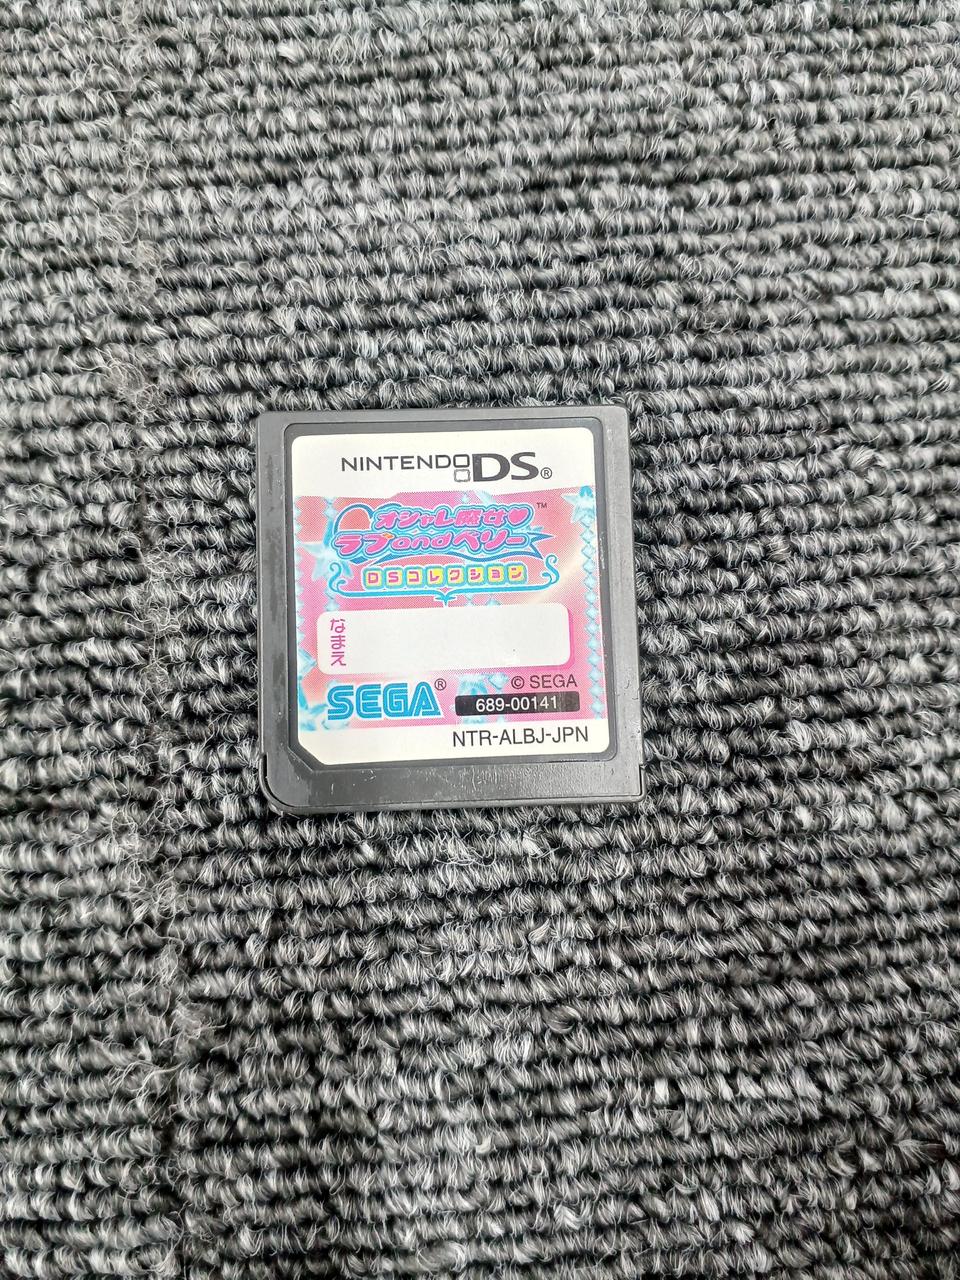 NINTENDO DS®
オシャレ魔女♥ ™
ラブandベリー
DSコレクション
なまえ
SEGA®
© SEGA
689-00141
NTR-ALBJ-JPN